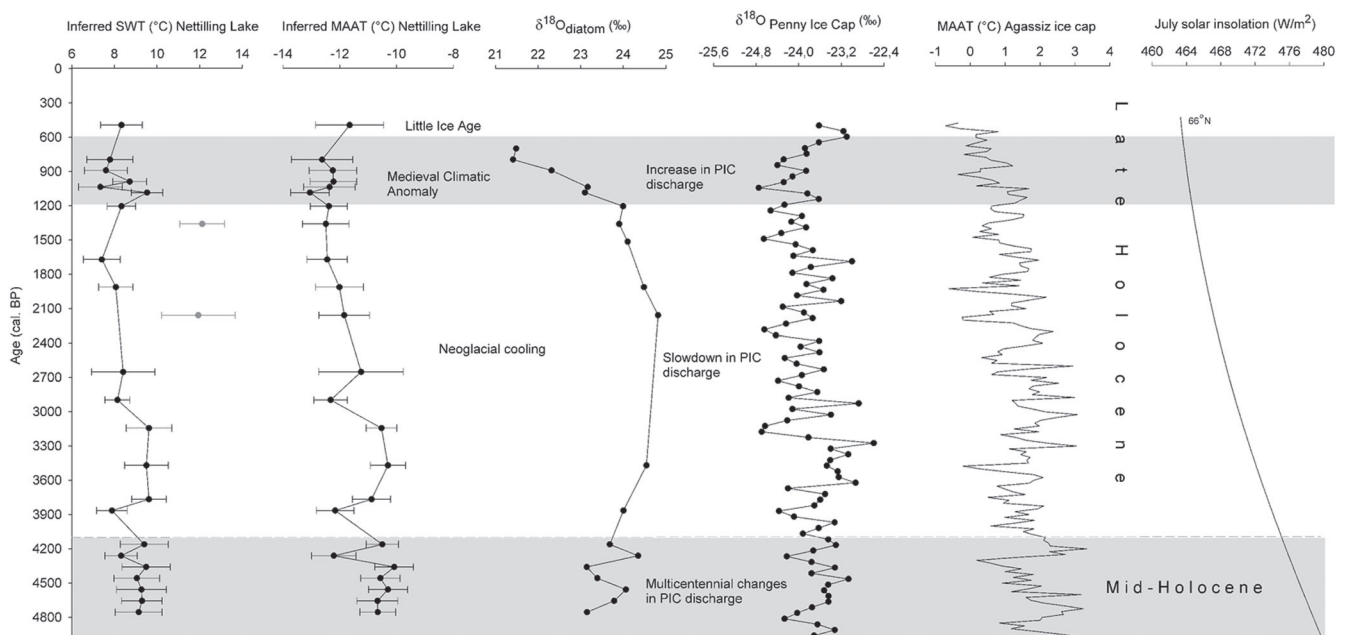 Inferred SWT (°C) Nettilling Lake
Inferred MAAT (°C) Nettilling Lake
δ18Odiatom (‰)
δ18O Penny Ice Cap (‰)
MAAT (°C) Agassiz ice cap
July solar insolation (W/m2)
6 8 10 12 14
-14 -12 -10 -8
21 22 23 24 25
-25,6 -24,8 -24 -23,2 -22,4
-1 0 1 2 3 4
460 464 468 472 476 480
Age (cal. BP)
0
300
600
900
1200
1500
1800
2100
2400
2700
3000
3300
3600
3900
4200
4500
4800
Little Ice Age
Medieval Climatic
Anomaly
Neoglacial cooling
Increase in PIC
discharge
Slowdown in PIC
discharge
Multicentennial changes
in PIC discharge
Late Holocene
66°N
Mid-Holocene